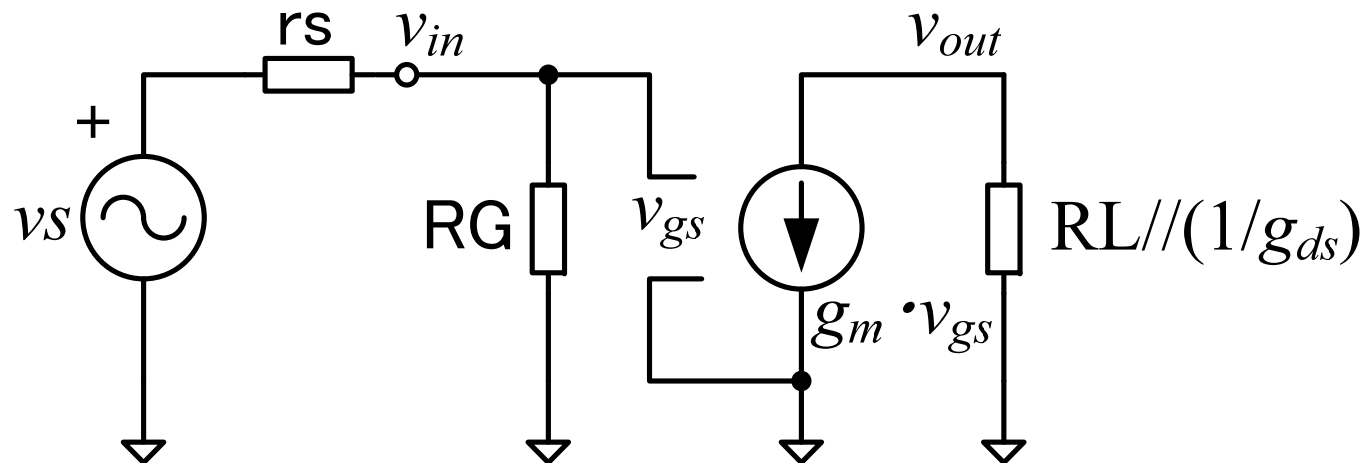 rs
v_in
v_out
+
vs
RG
v_gs
RL//(1/g_ds)
g_m·v_gs